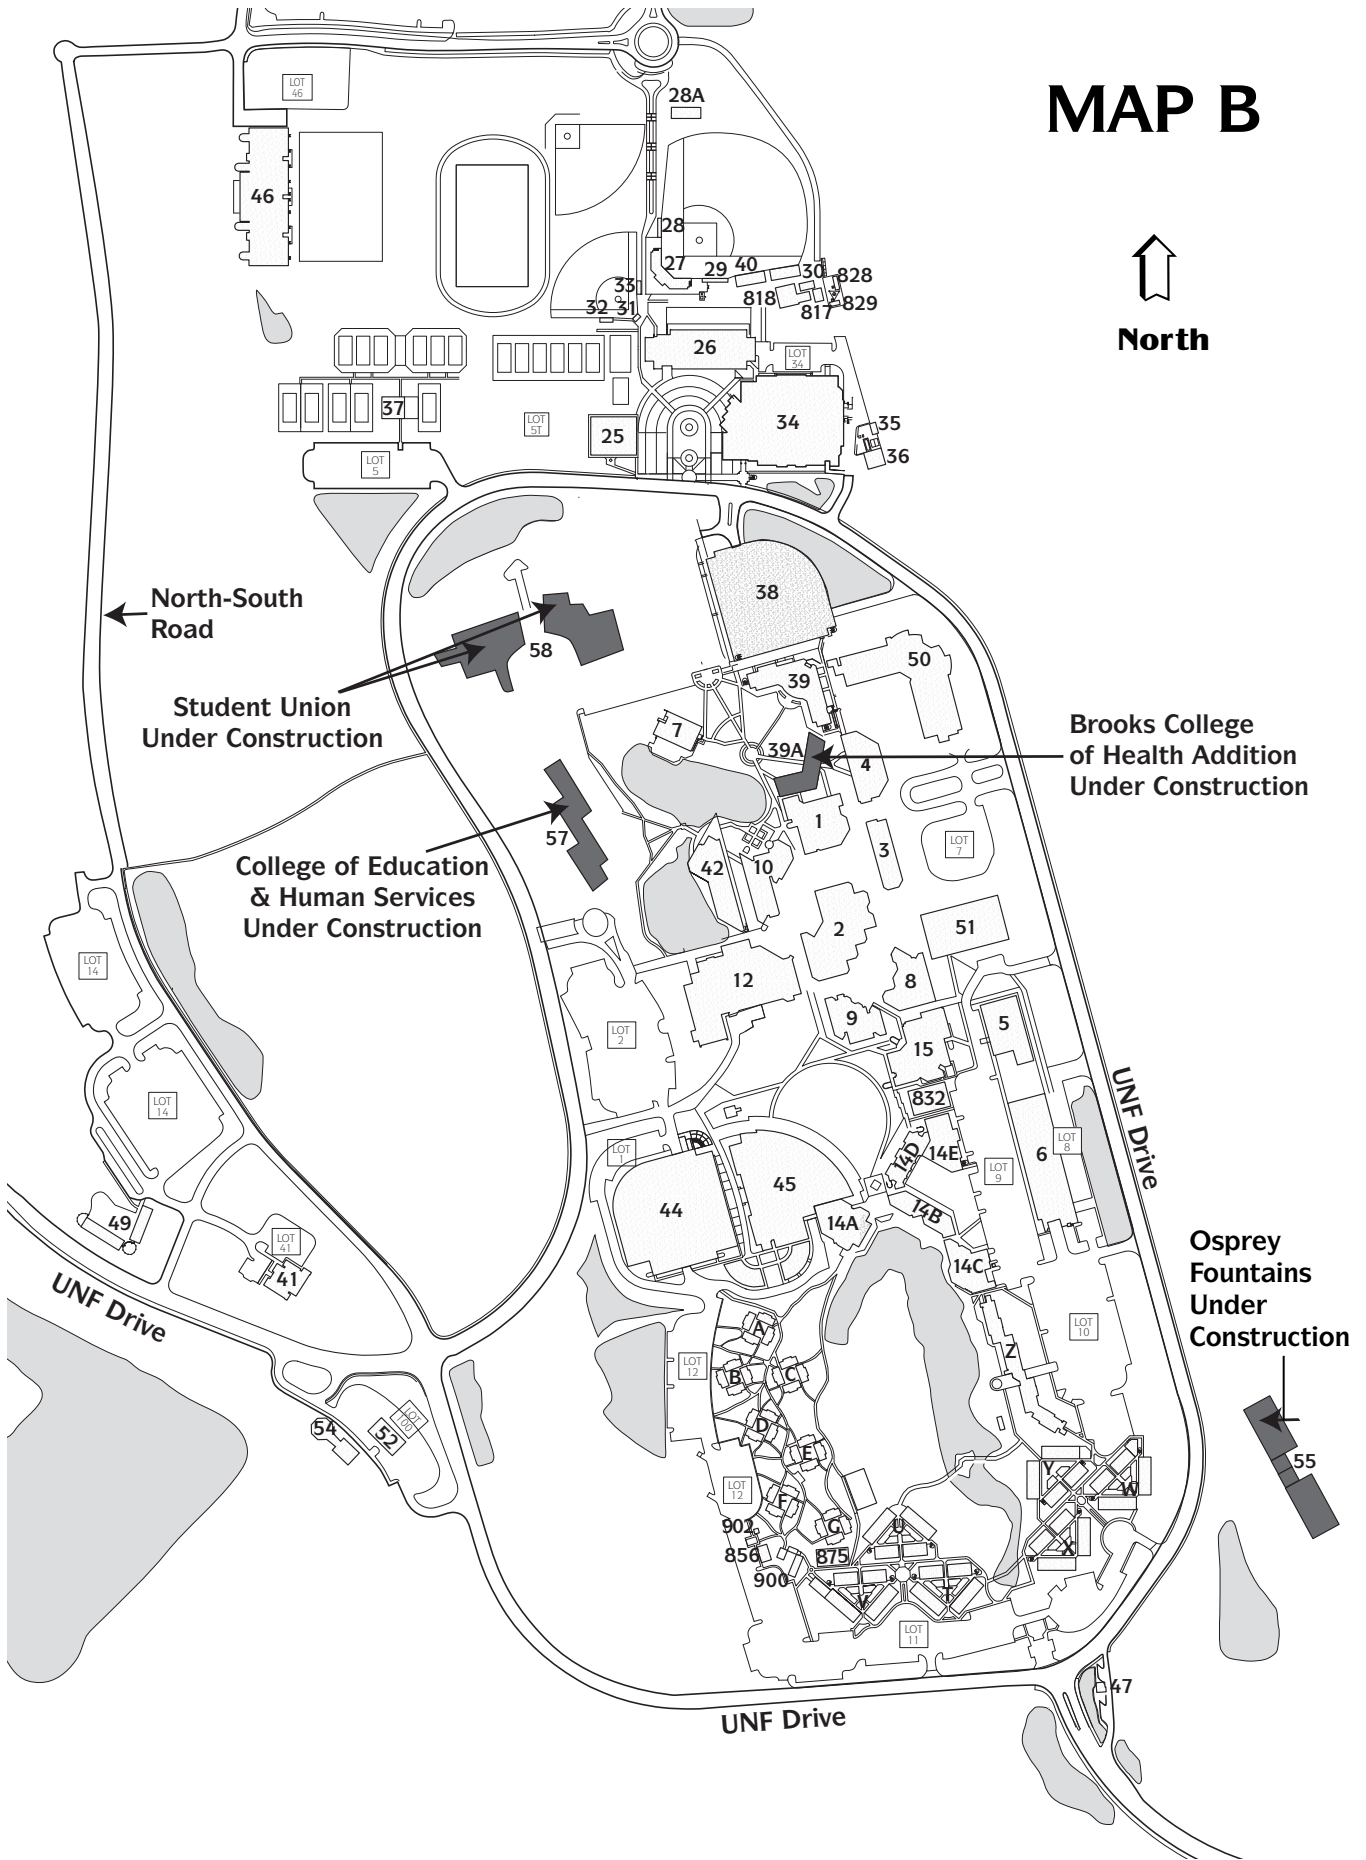 MAP B
North
LOT
46
28A
46
28
27
29
40
30
828
33
32
31
818
817
829
26
LOT
34
37
LOT
5T
25
34
35
36
LOT
5
38
North-South
Road
58
50
39
Student Union
Under Construction
7
39A
4
Brooks College
of Health Addition
Under Construction
57
1
3
LOT
7
College of Education
& Human Services
Under Construction
42
10
2
51
LOT
14
12
8
9
5
LOT
2
15
LOT
14
832
UNF Drive
LOT
1
14D
14E
6
LOT
8
LOT
9
45
44
14A
14B
49
LOT
41
41
14C
Osprey
Fountains
Under
Construction
UNF Drive
A
LOT
10
Z
LOT
12
B
C
LOT
100
54
52
D
E
55
Y
W
LOT
12
F
902
G
U
X
856
875
900
V
T
LOT
11
47
UNF Drive